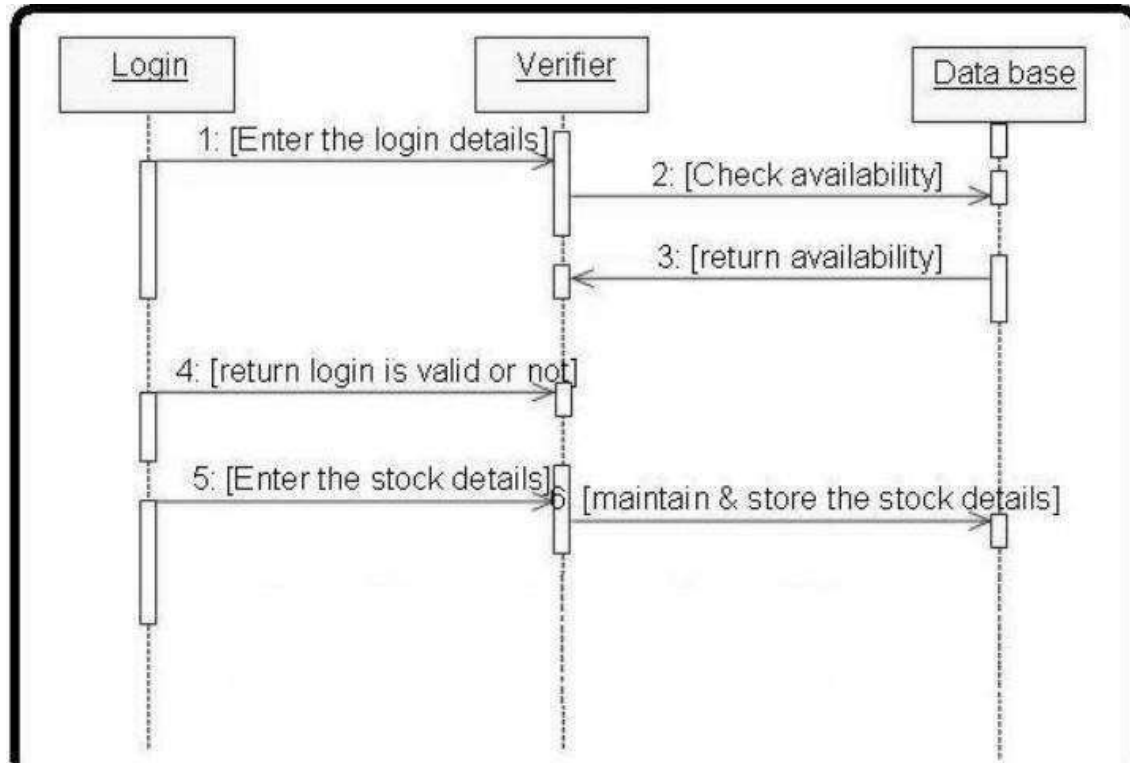 Login
Verifier
Data base
1: [Enter the login details]
2: [Check availability]
3: [return availability]
4: [return login is valid or not]
5: [Enter the stock details]
6 [maintain & store the stock details]